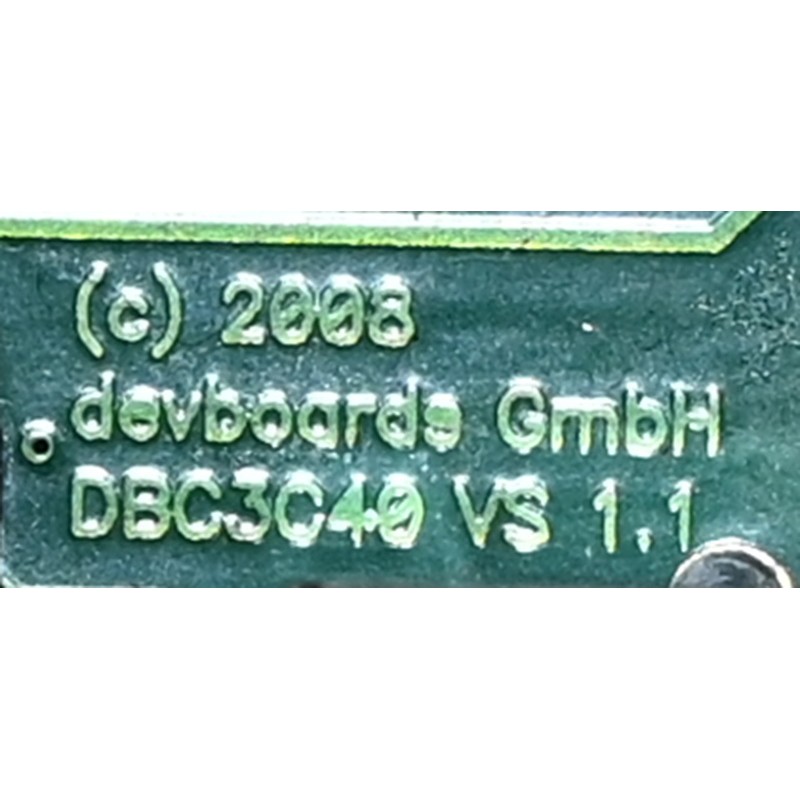 (c) 2008
devboards GmbH
DBC3C40 VS 1.1